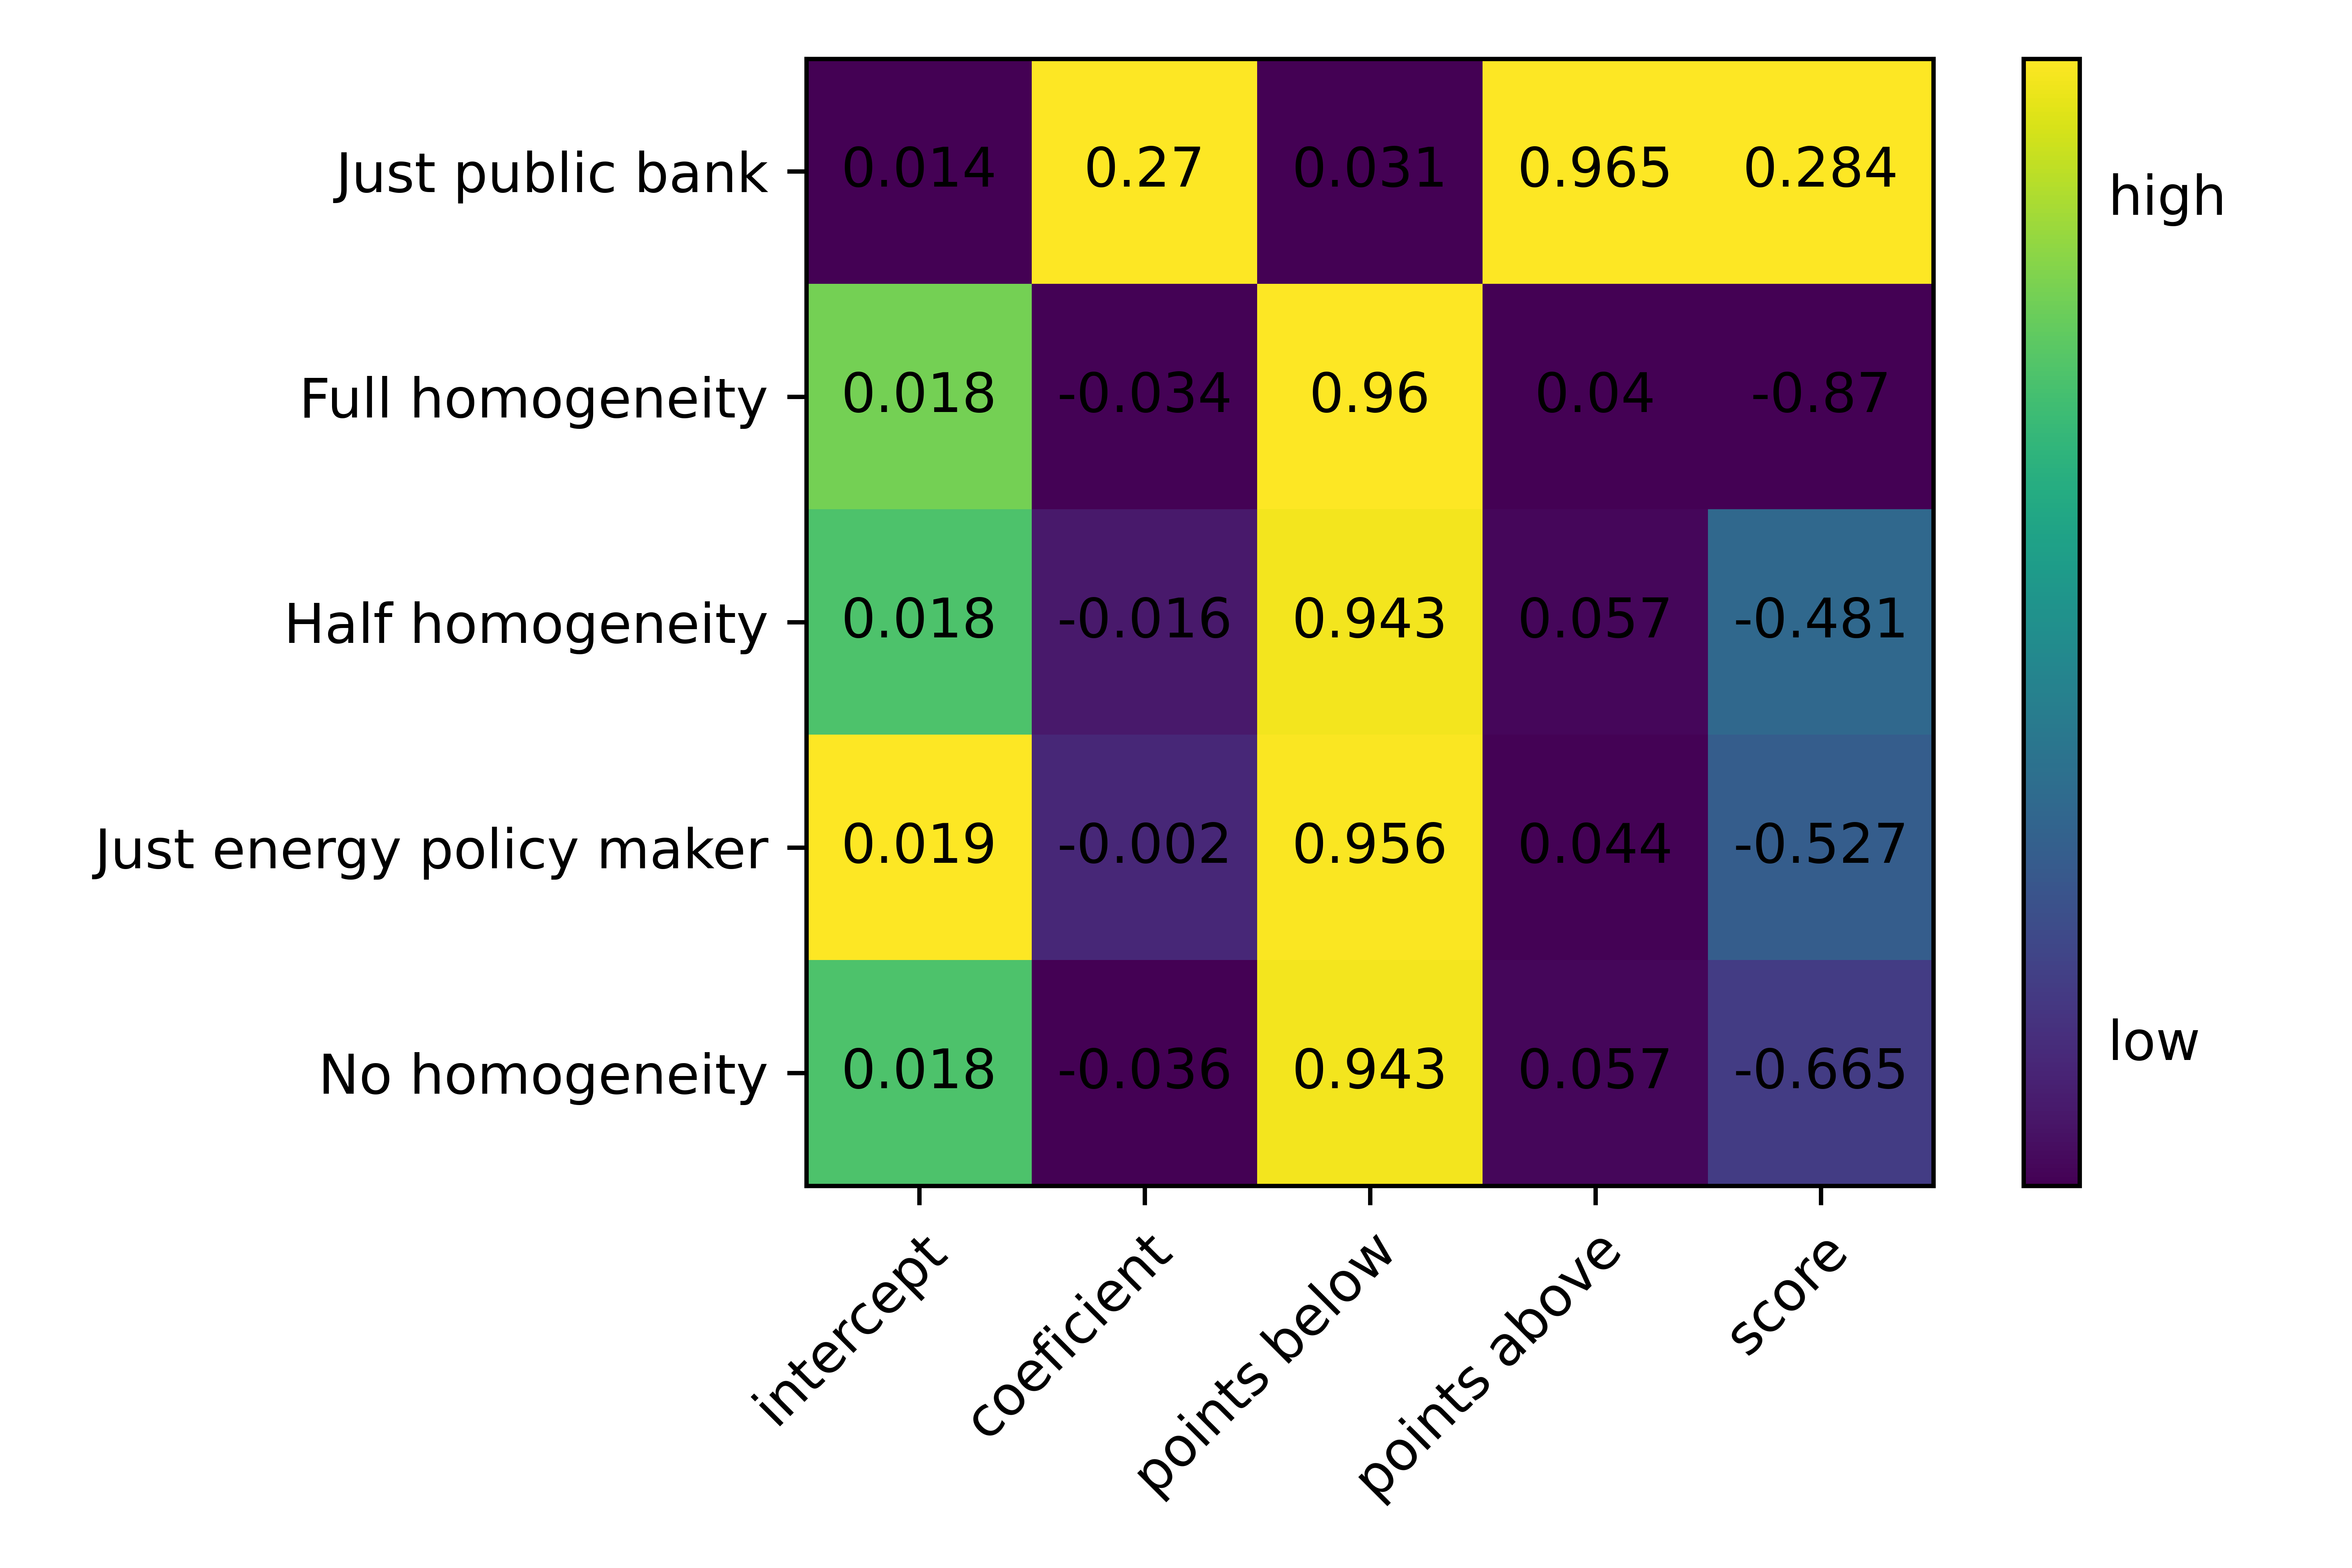 Just public bank 0.014 0.27 0.031 0.965 0.284
high
Full homogeneity 0.018 -0.034 0.96 0.04 -0.87
Half homogeneity 0.018 -0.016 0.943 0.057 -0.481
Just energy policy maker 0.019 -0.002 0.956 0.044 -0.527
low
No homogeneity 0.018 -0.036 0.943 0.057 -0.665
intercept
coeficient
points below
points above
score